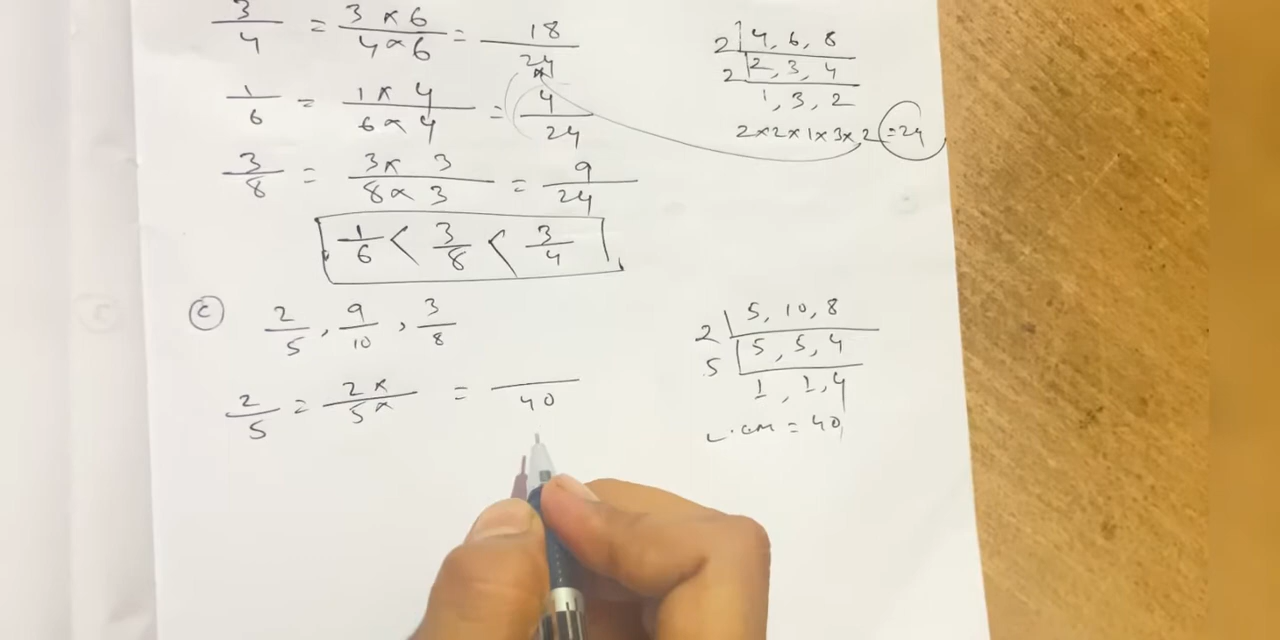 3/4 = 3 × 6 / 4 × 6 = 18/24
1/6 = 1 × 4 / 6 × 4 = 4/24
3/8 = 3 × 3 / 8 × 3 = 9/24
1/6 < 3/8 < 3/4
2 | 4, 6, 8
2 | 2, 3, 4
1, 3, 2
2×2×1×3×2 = 24
(c) 2/5, 9/10, 3/8
2/5 = 2 × / 5 × = /40
2 | 5, 10, 8
5 | 5, 5, 4
1, 1, 4
L.CM = 40